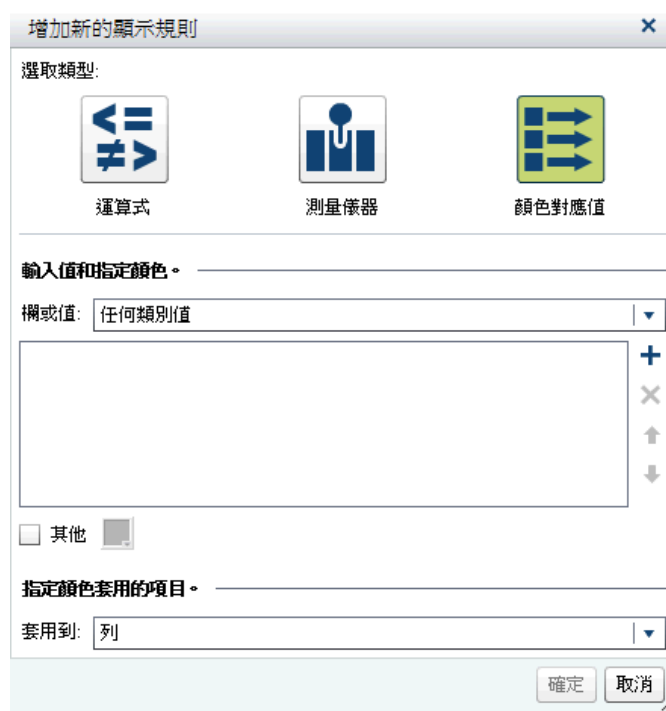 增加新的顯示規則
選取類型:
運算式
測量儀器
顏色對應值
輸入值和指定顏色。
欄或值: 任何類別值
其他
指定顏色套用的項目。
套用到: 列
確定 取消